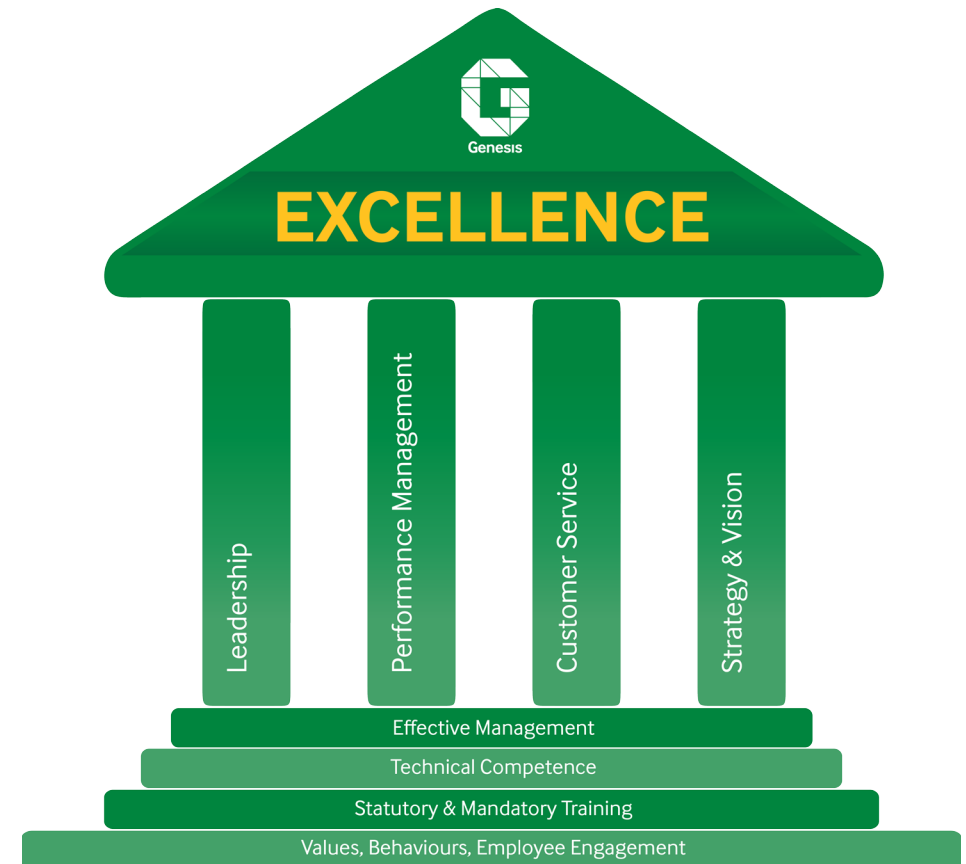 Genesis
EXCELLENCE
Leadership
Performance Management
Customer Service
Strategy & Vision
Effective Management
Technical Competence
Statutory & Mandatory Training
Values, Behaviours, Employee Engagement